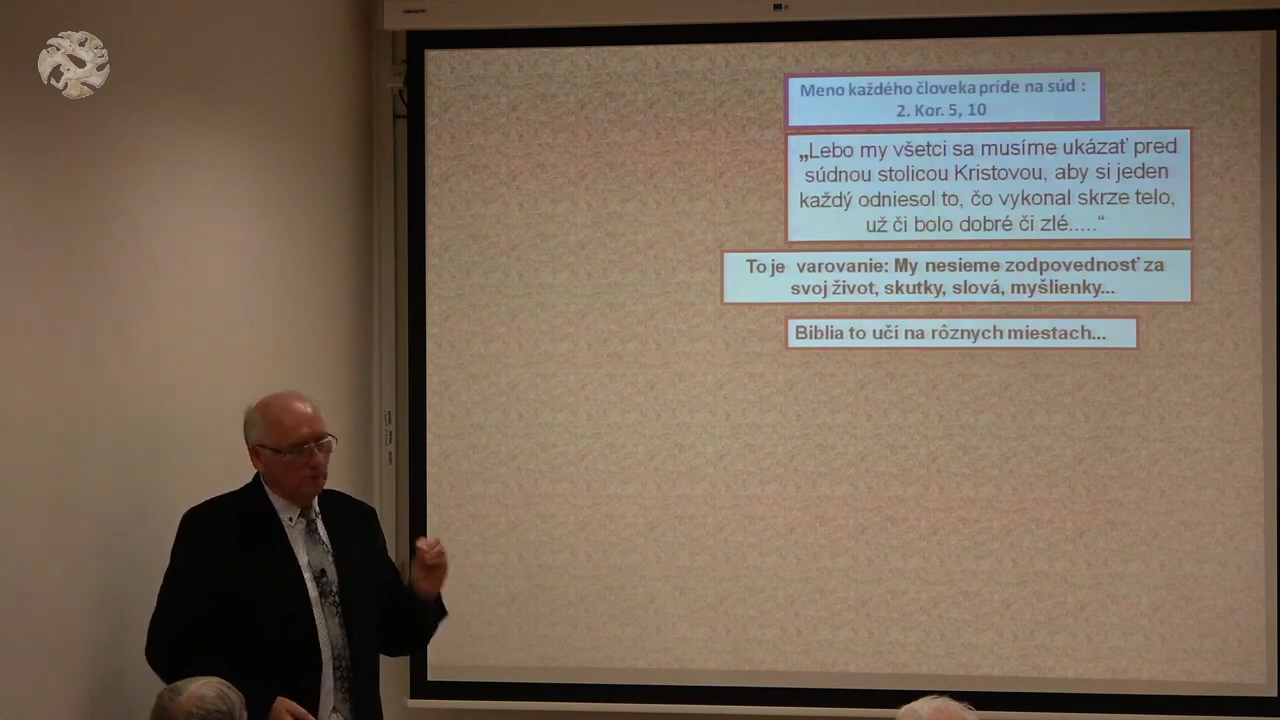 Meno každého človeka príde na súd :
2. Kor. 5, 10
„Lebo my všetci sa musíme ukázať pred
súdnou stolicou Kristovou, aby si jeden
každý odniesol to, čo vykonal skrze telo,
už či bolo dobré či zlé.....“
To je varovanie: My nesieme zodpovednosť za
svoj život, skutky, slová, myšlienky...
Biblia to učí na rôznych miestach...